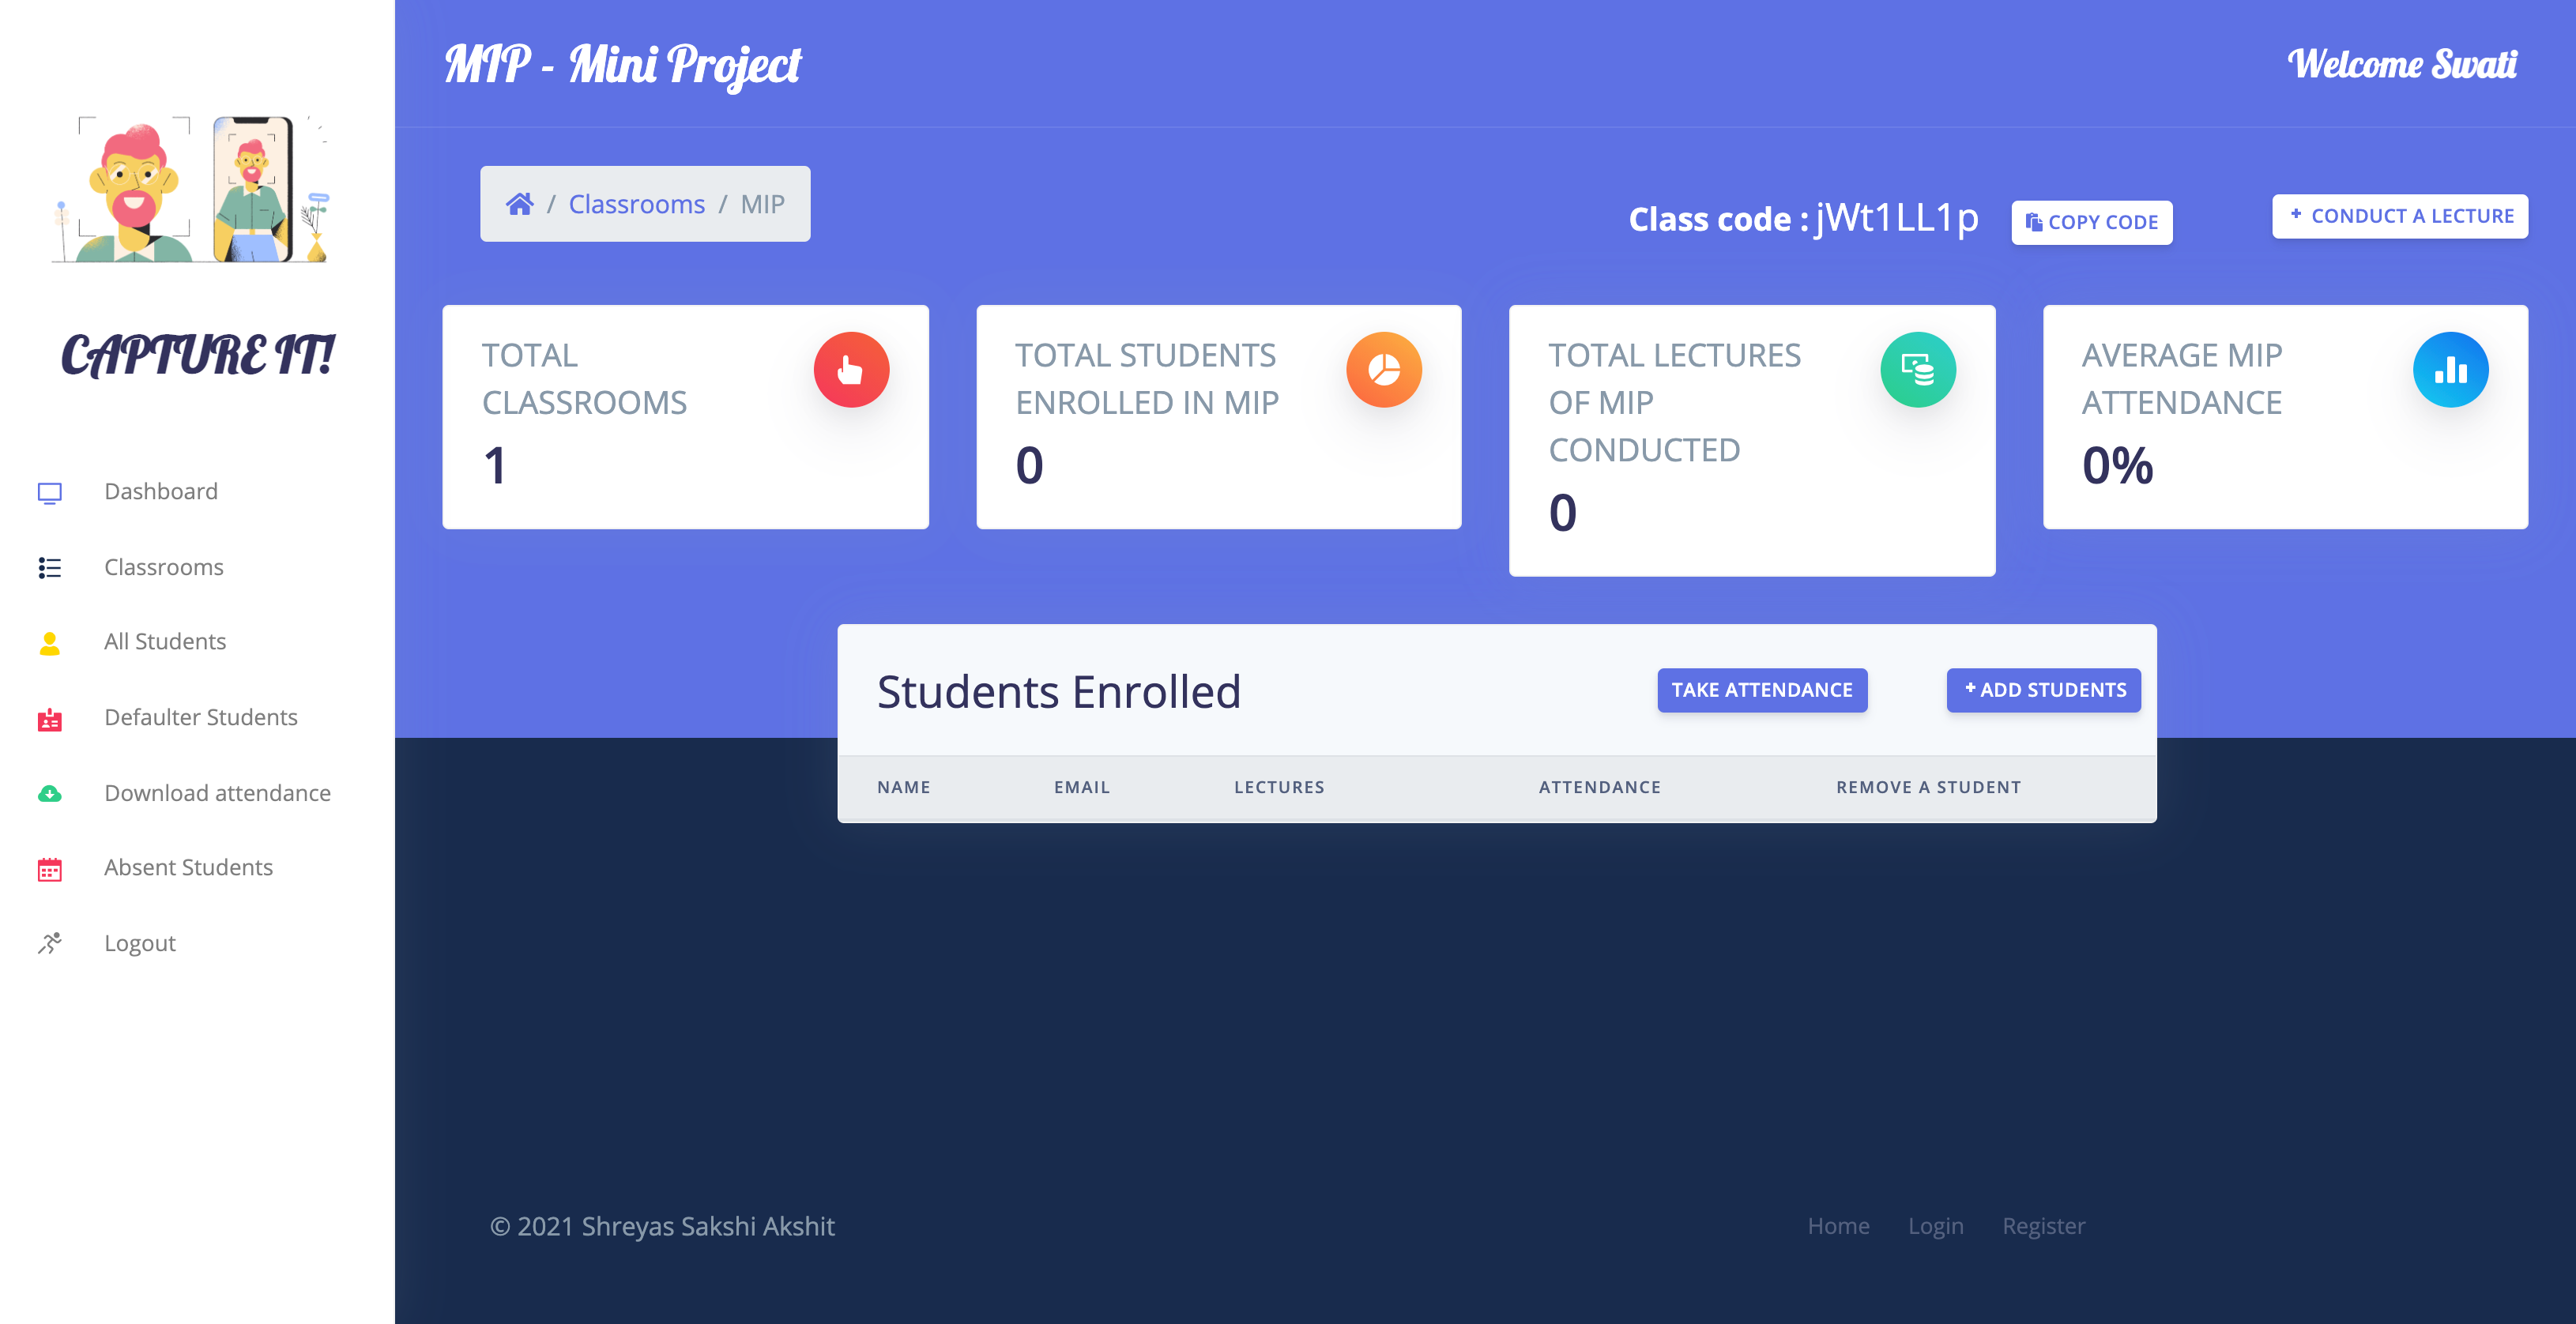 MIP - Mini Project
Welcome Swati
CAPTURE IT!
Dashboard
Classrooms
All Students
Defaulter Students
Download attendance
Absent Students
Logout
/ Classrooms / MIP
Class code : jWt1LL1p
COPY CODE
+ CONDUCT A LECTURE
TOTAL
CLASSROOMS
1
TOTAL STUDENTS
ENROLLED IN MIP
0
TOTAL LECTURES
OF MIP
CONDUCTED
0
AVERAGE MIP
ATTENDANCE
0%
Students Enrolled
TAKE ATTENDANCE
+ ADD STUDENTS
NAME EMAIL LECTURES ATTENDANCE REMOVE A STUDENT
© 2021 Shreyas Sakshi Akshit
Home Login Register